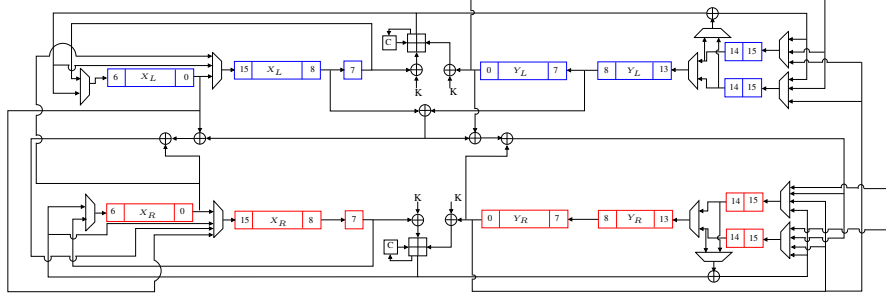 C
14 15
6 X_L 0
15 X_L 8
7
0 Y_L 7
8 Y_L 13
14 15
K
K
6 X_R 0
15 X_R 8
7
K
K
0 Y_R 7
8 Y_R 13
14 15
14 15
C